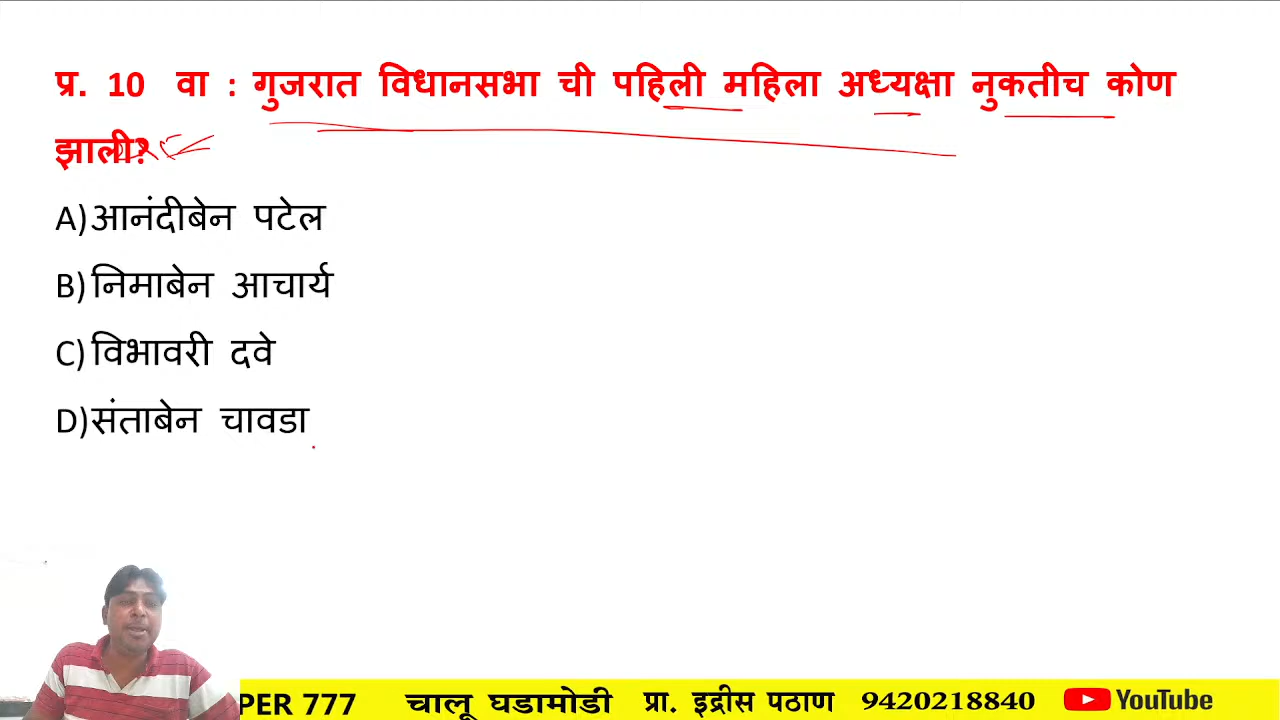 प्र. 10 वा : गुजरात विधानसभा ची पहिली महिला अध्यक्षा नुकतीच कोण
झाली?
A)आनंदीबेन पटेल
B)निमाबेन आचार्य
C)विभावरी दवे
D)संताबेन चावडा
PER 777 चालू घडामोडी प्रा. इद्रीस पठाण 9420218840 YouTube